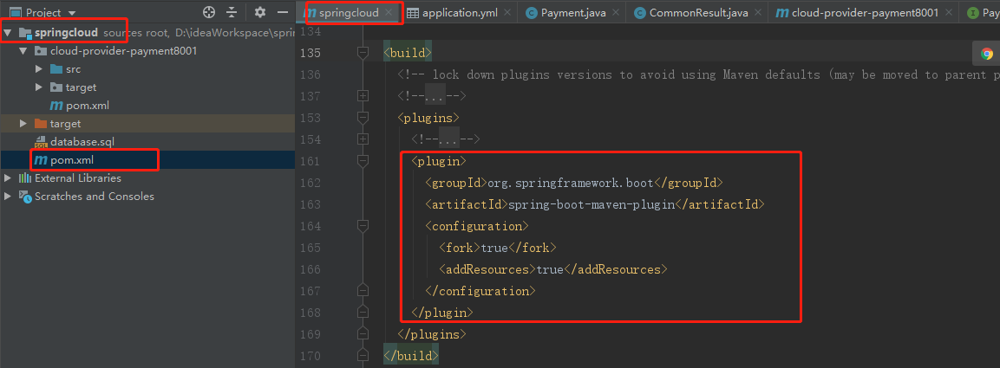 Project
springcloud sources root, D:\ideaWorkspace\sprin
cloud-provider-payment8001
src
target
pom.xml
target
database.sql
pom.xml
External Libraries
Scratches and Consoles
springcloud
application.yml
Payment.java
CommonResult.java
cloud-provider-payment8001
Pay
134
135 <build>
136 <!-- lock down plugins versions to avoid using Maven defaults (may be moved to parent p
137 <!--...-->
153 <plugins>
154 <!--...-->
161 <plugin>
162 <groupId>org.springframework.boot</groupId>
163 <artifactId>spring-boot-maven-plugin</artifactId>
164 <configuration>
165 <fork>true</fork>
166 <addResources>true</addResources>
167 </configuration>
168 </plugin>
169 </plugins>
170 </build>